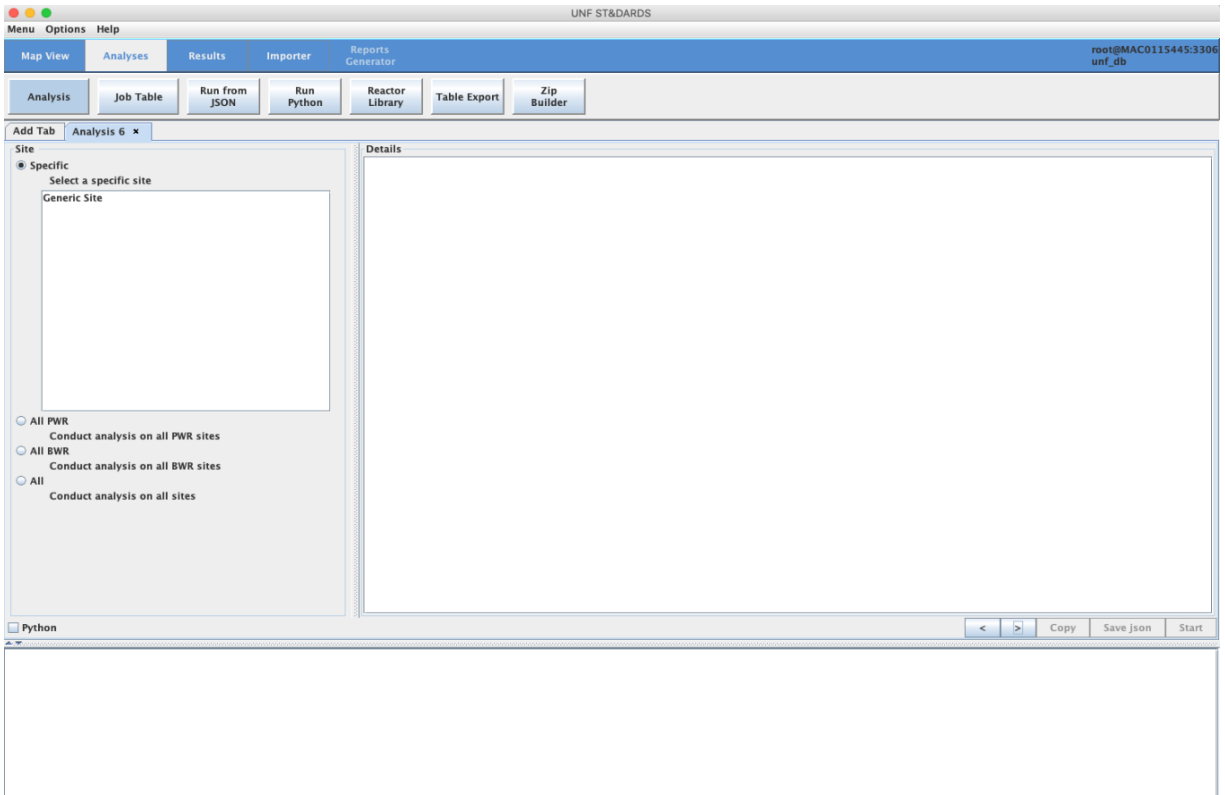 UNF ST&DARDS
Menu Options Help
Map View Analyses Results Importer Reports Generator
root@MAC0115445:3306
unf_db
Analysis Job Table Run from JSON Run Python Reactor Library Table Export Zip Builder
Add Tab Analysis 6 ×
Site
Specific
Select a specific site
Generic Site
All PWR
Conduct analysis on all PWR sites
All BWR
Conduct analysis on all BWR sites
All
Conduct analysis on all sites
Details
Python
< > Copy Save json Start